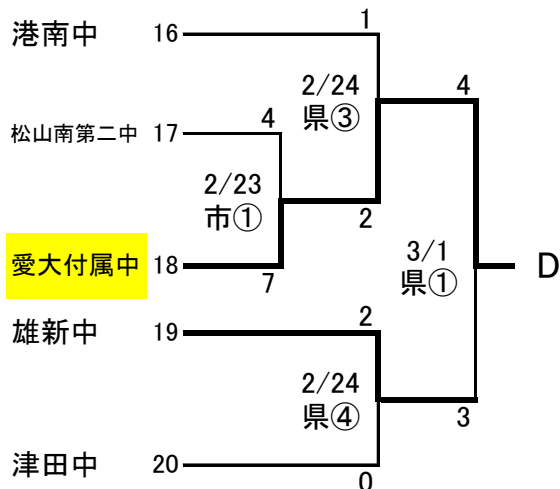 港南中 16
1
2/24
県③
4
松山南第二中 17
4
2/23
市①
2
愛大付属中 18
7
3/1
県①
D
雄新中 19
2
2/24
県④
3
津田中 20
0